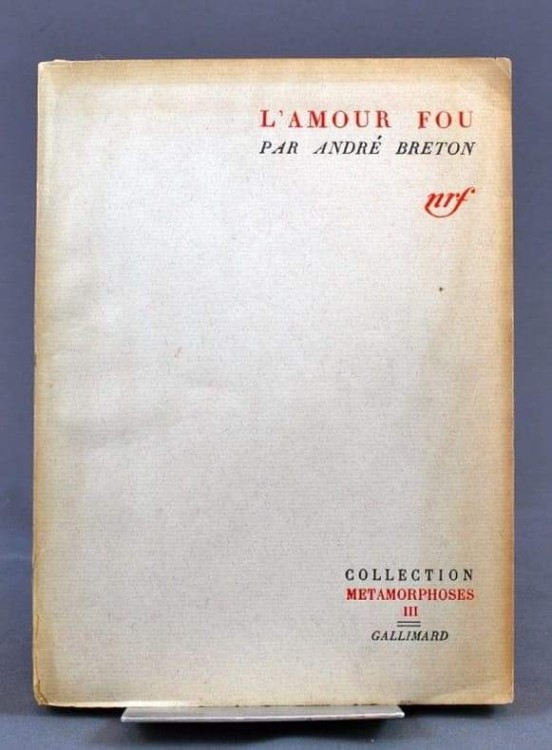 L'AMOUR FOU
PAR ANDRÉ BRETON
nrf
COLLECTION
METAMORPHOSES
III
GALLIMARD